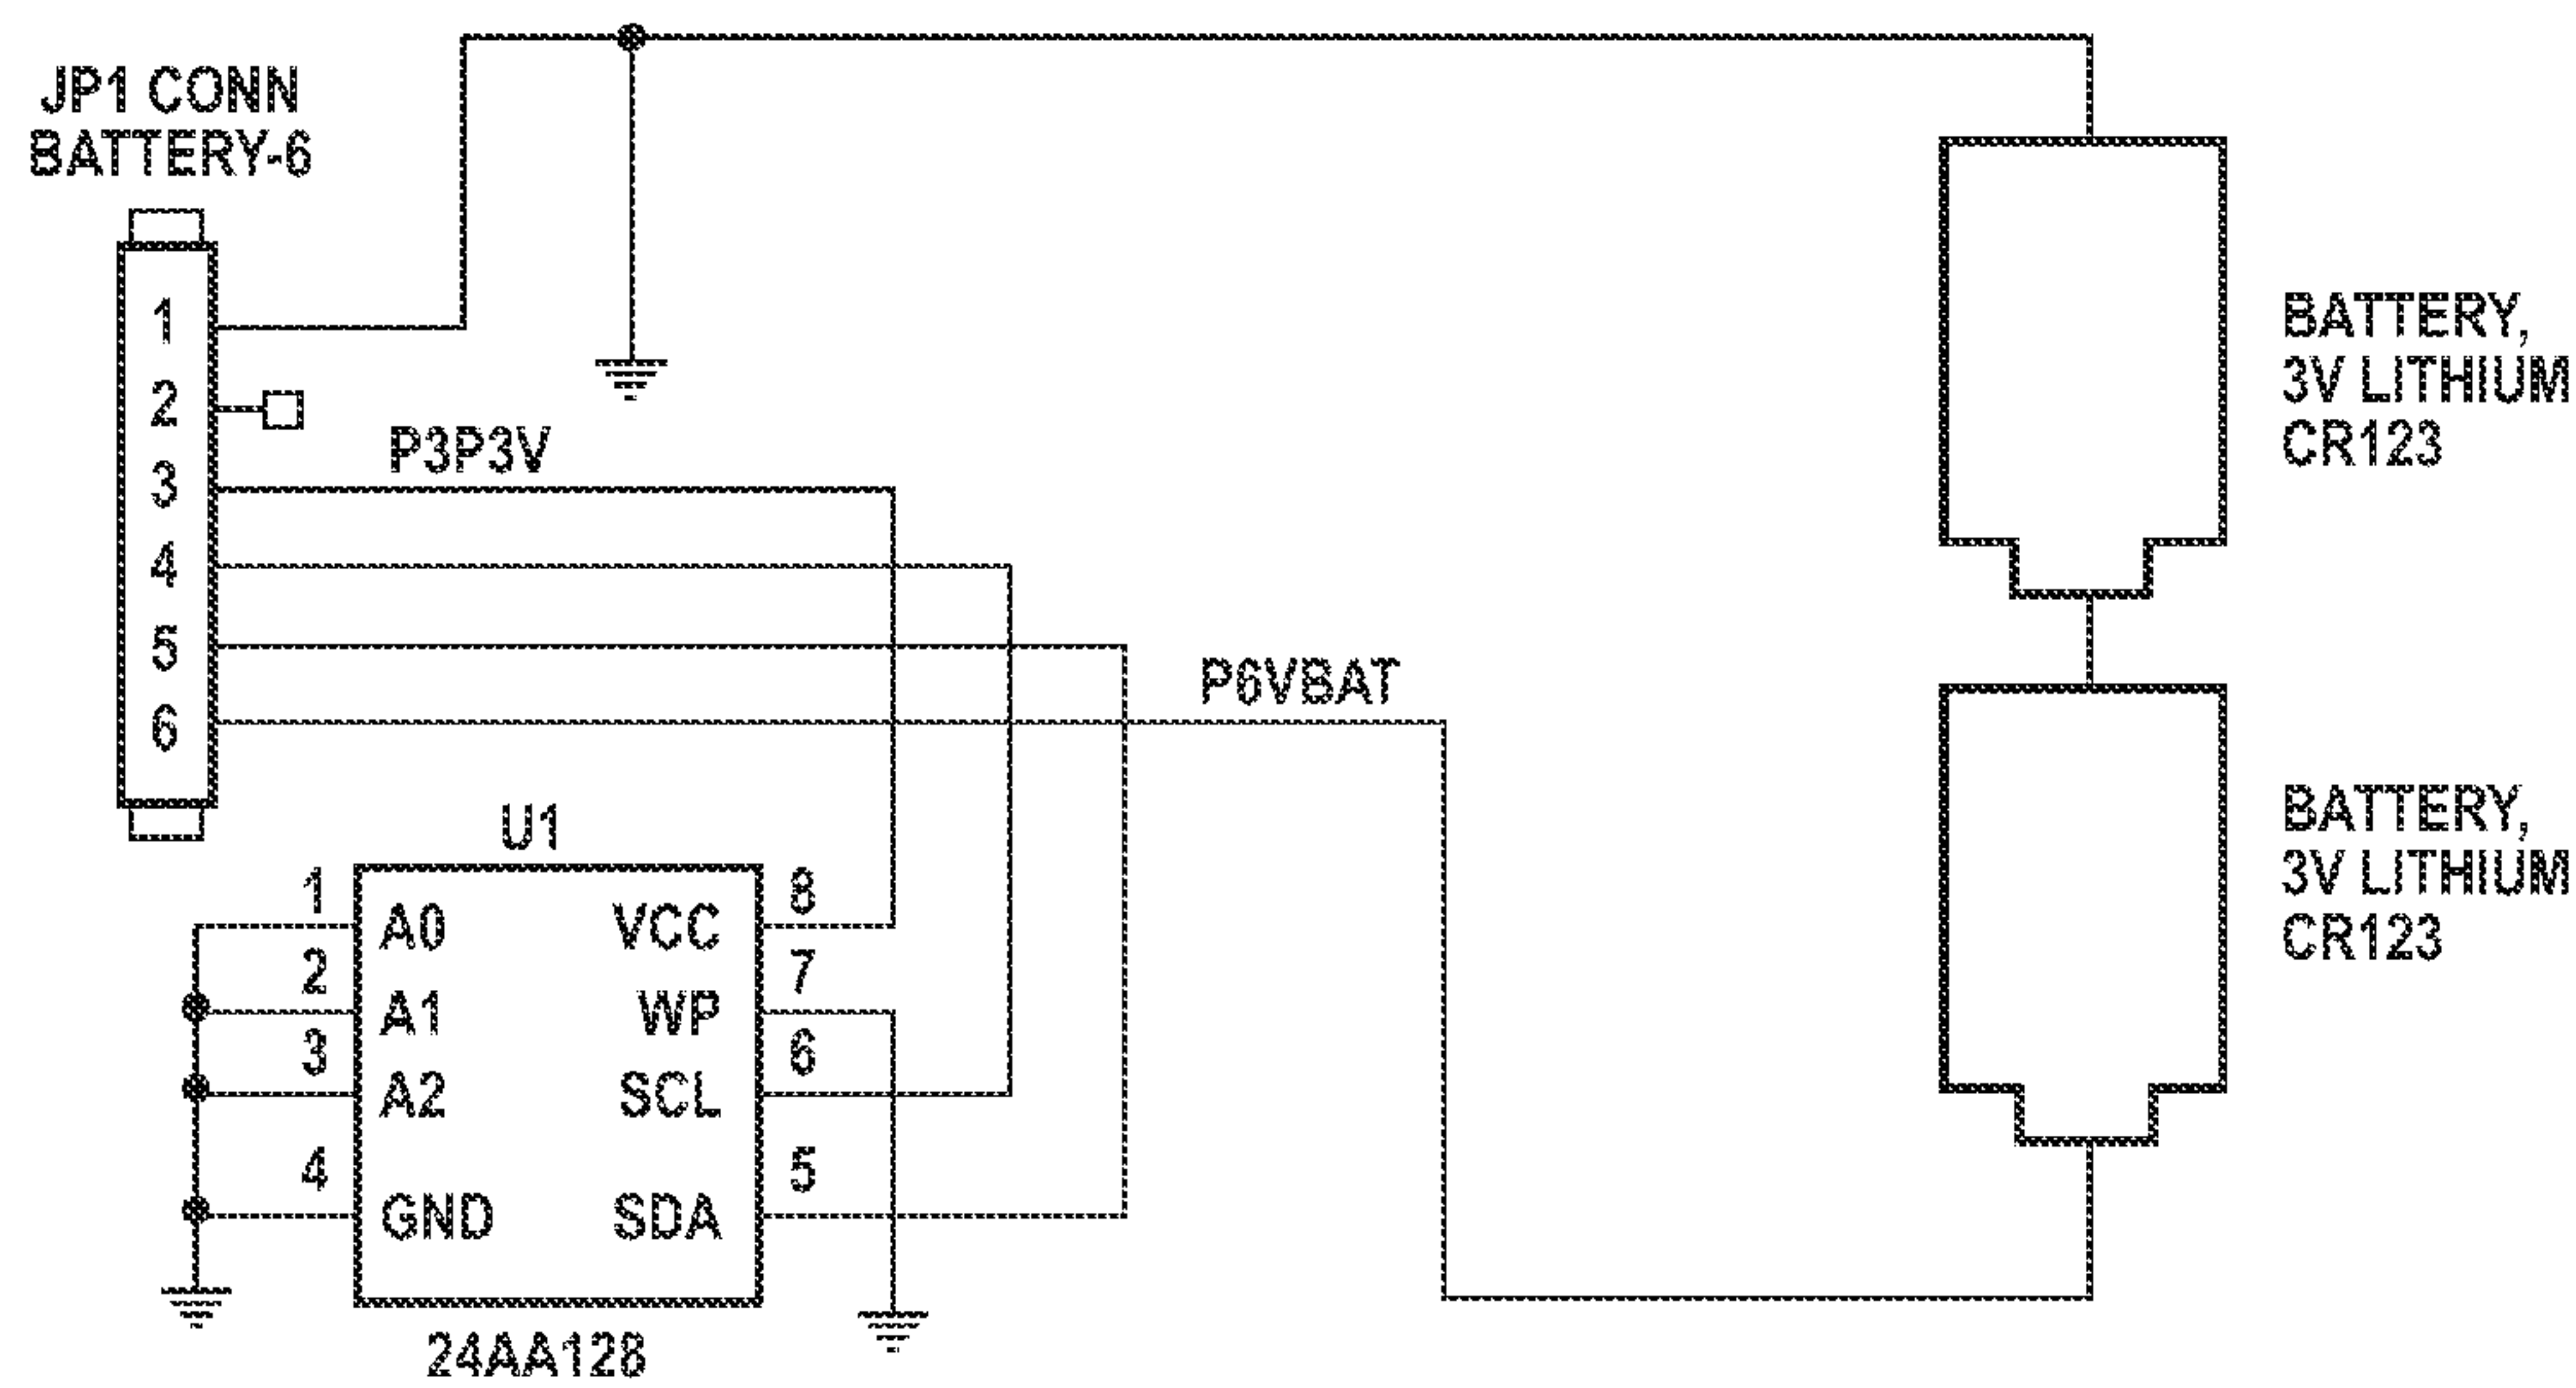 JP1 CONN
BATTERY-6
1
2
3
4
5
6
P3P3V
P6VBAT
BATTERY,
3V LITHIUM
CR123
BATTERY,
3V LITHIUM
CR123
U1
1 A0 VCC 8
2 A1 WP 7
3 A2 SCL 6
4 GND SDA 5
24AA128